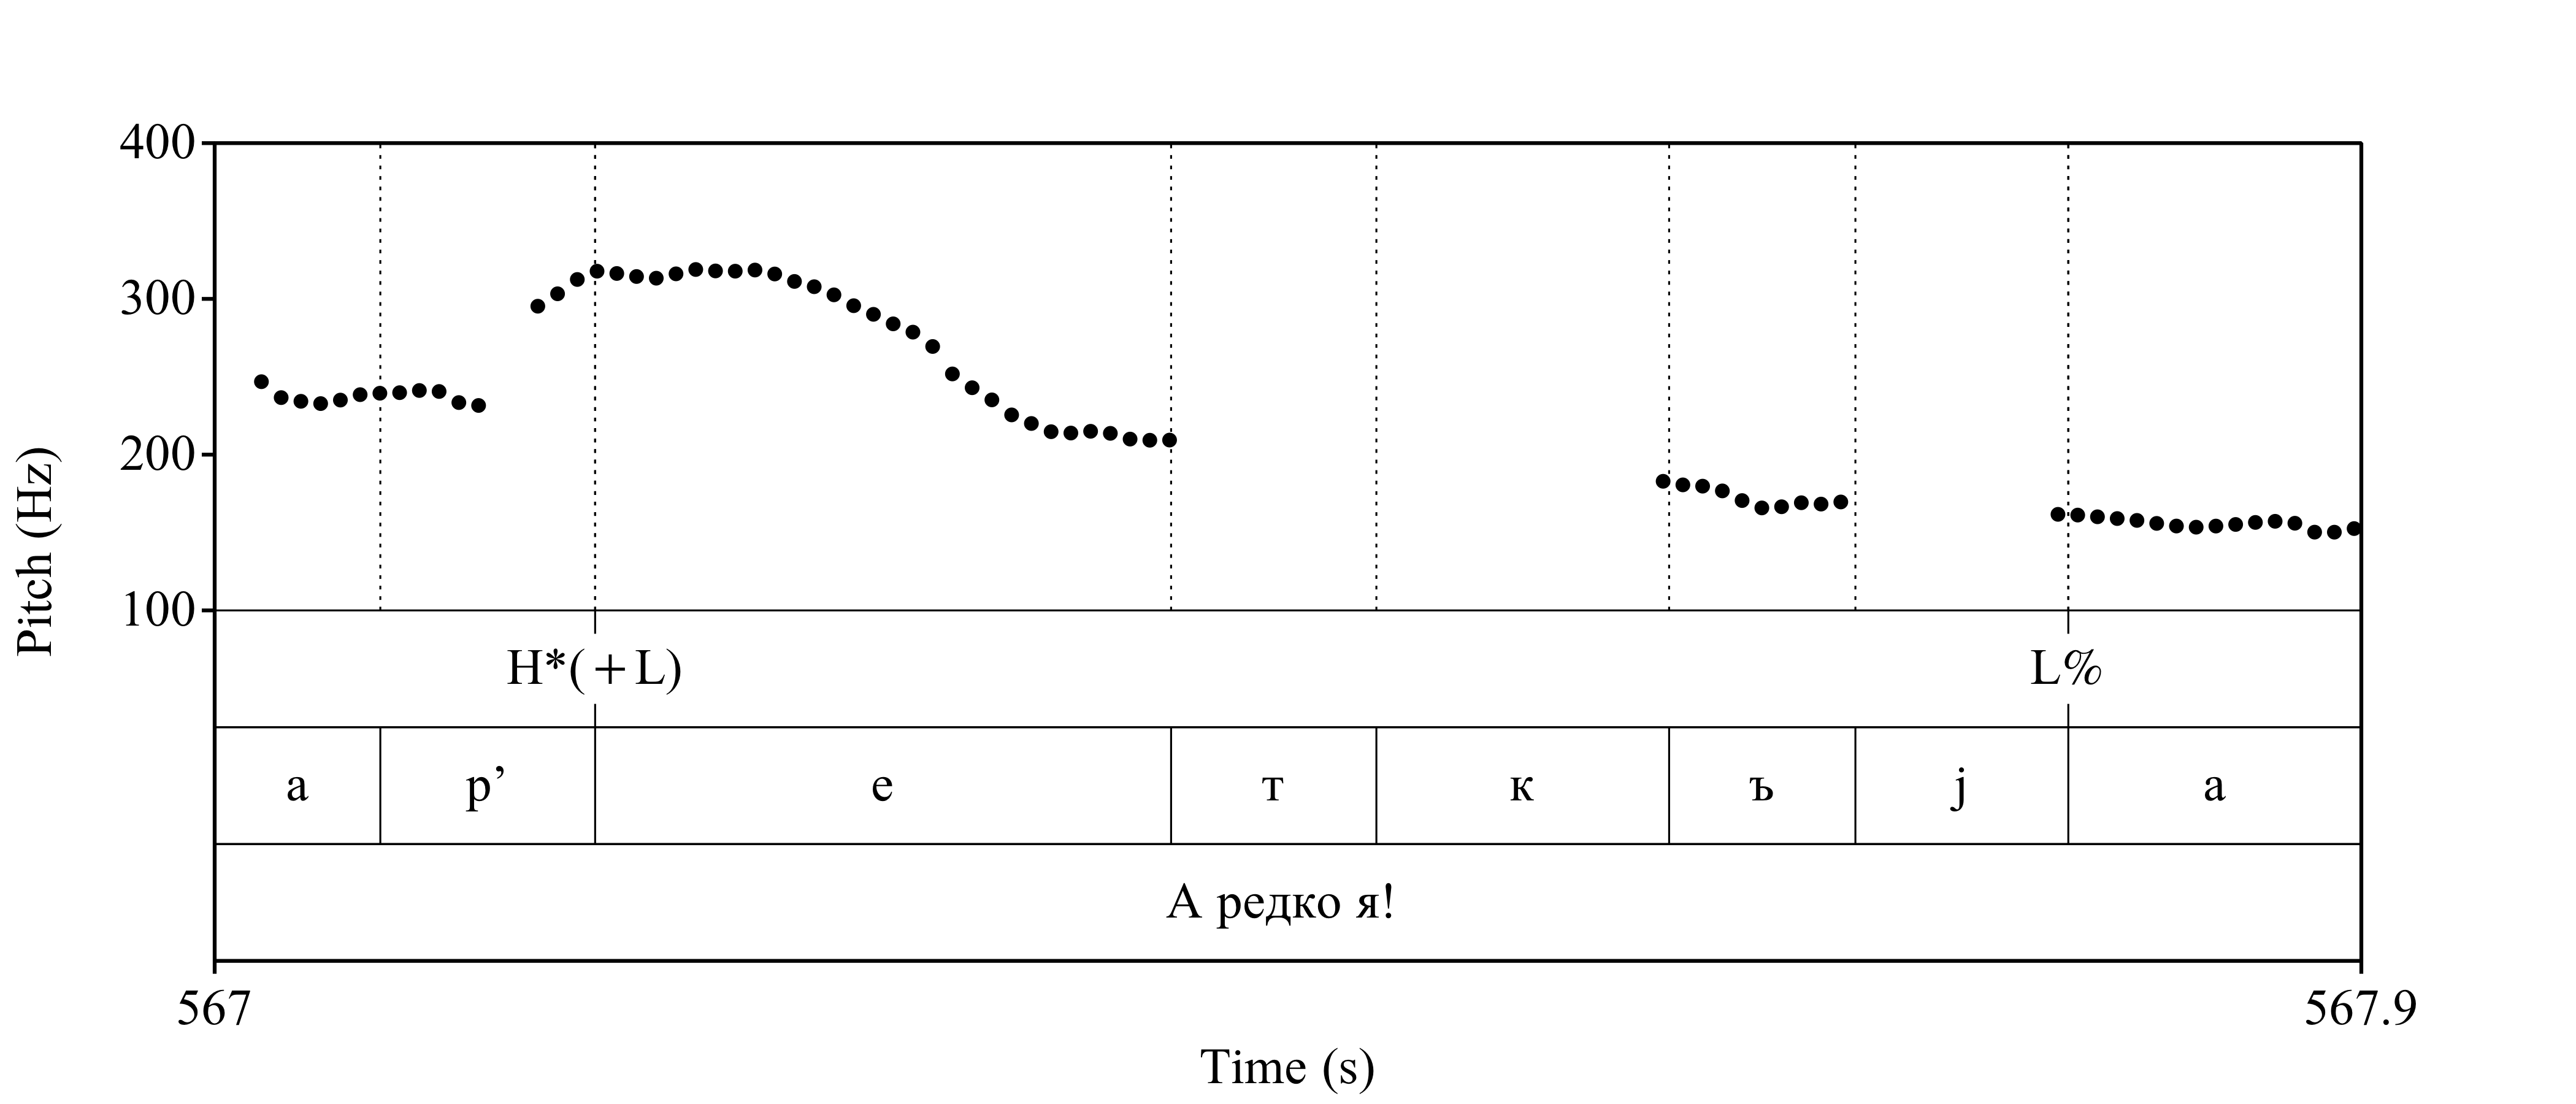 400
300
200
100
Pitch (Hz)
H*(+L) L%
а р’ е т к ъ j а
А редко я!
567 567.9
Time (s)